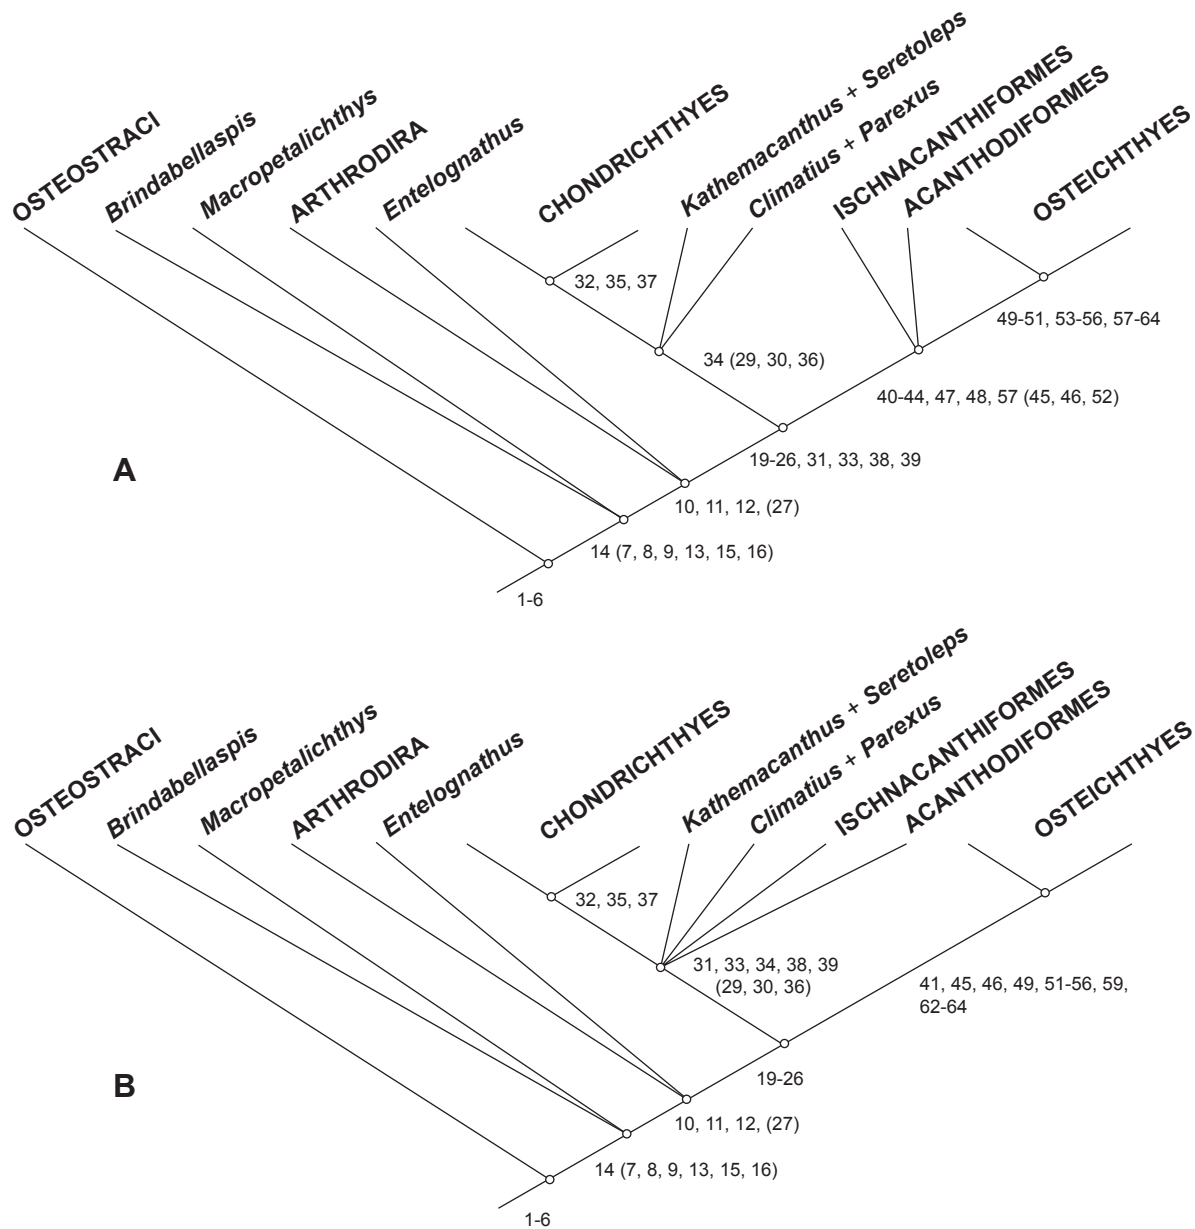 OSTEOSTRACI
Brindabellaspis
Macropetalichthys
ARTHRODIRA
Entelognathus
CHONDRICHTHYES
Kathemacanthus + Seretoleps
Climatius + Parexus
ISCHNACANTHIFORMES
ACANTHODIFORMES
OSTEICHTHYES
32, 35, 37
49-51, 53-56, 57-64
34 (29, 30, 36)
40-44, 47, 48, 57 (45, 46, 52)
19-26, 31, 33, 38, 39
A
10, 11, 12, (27)
14 (7, 8, 9, 13, 15, 16)
1-6
OSTEOSTRACI
Brindabellaspis
Macropetalichthys
ARTHRODIRA
Entelognathus
CHONDRICHTHYES
Kathemacanthus + Seretoleps
Climatius + Parexus
ISCHNACANTHIFORMES
ACANTHODIFORMES
OSTEICHTHYES
32, 35, 37
31, 33, 34, 38, 39
(29, 30, 36)
41, 45, 46, 49, 51-56, 59,
62-64
19-26
B
10, 11, 12, (27)
14 (7, 8, 9, 13, 15, 16)
1-6